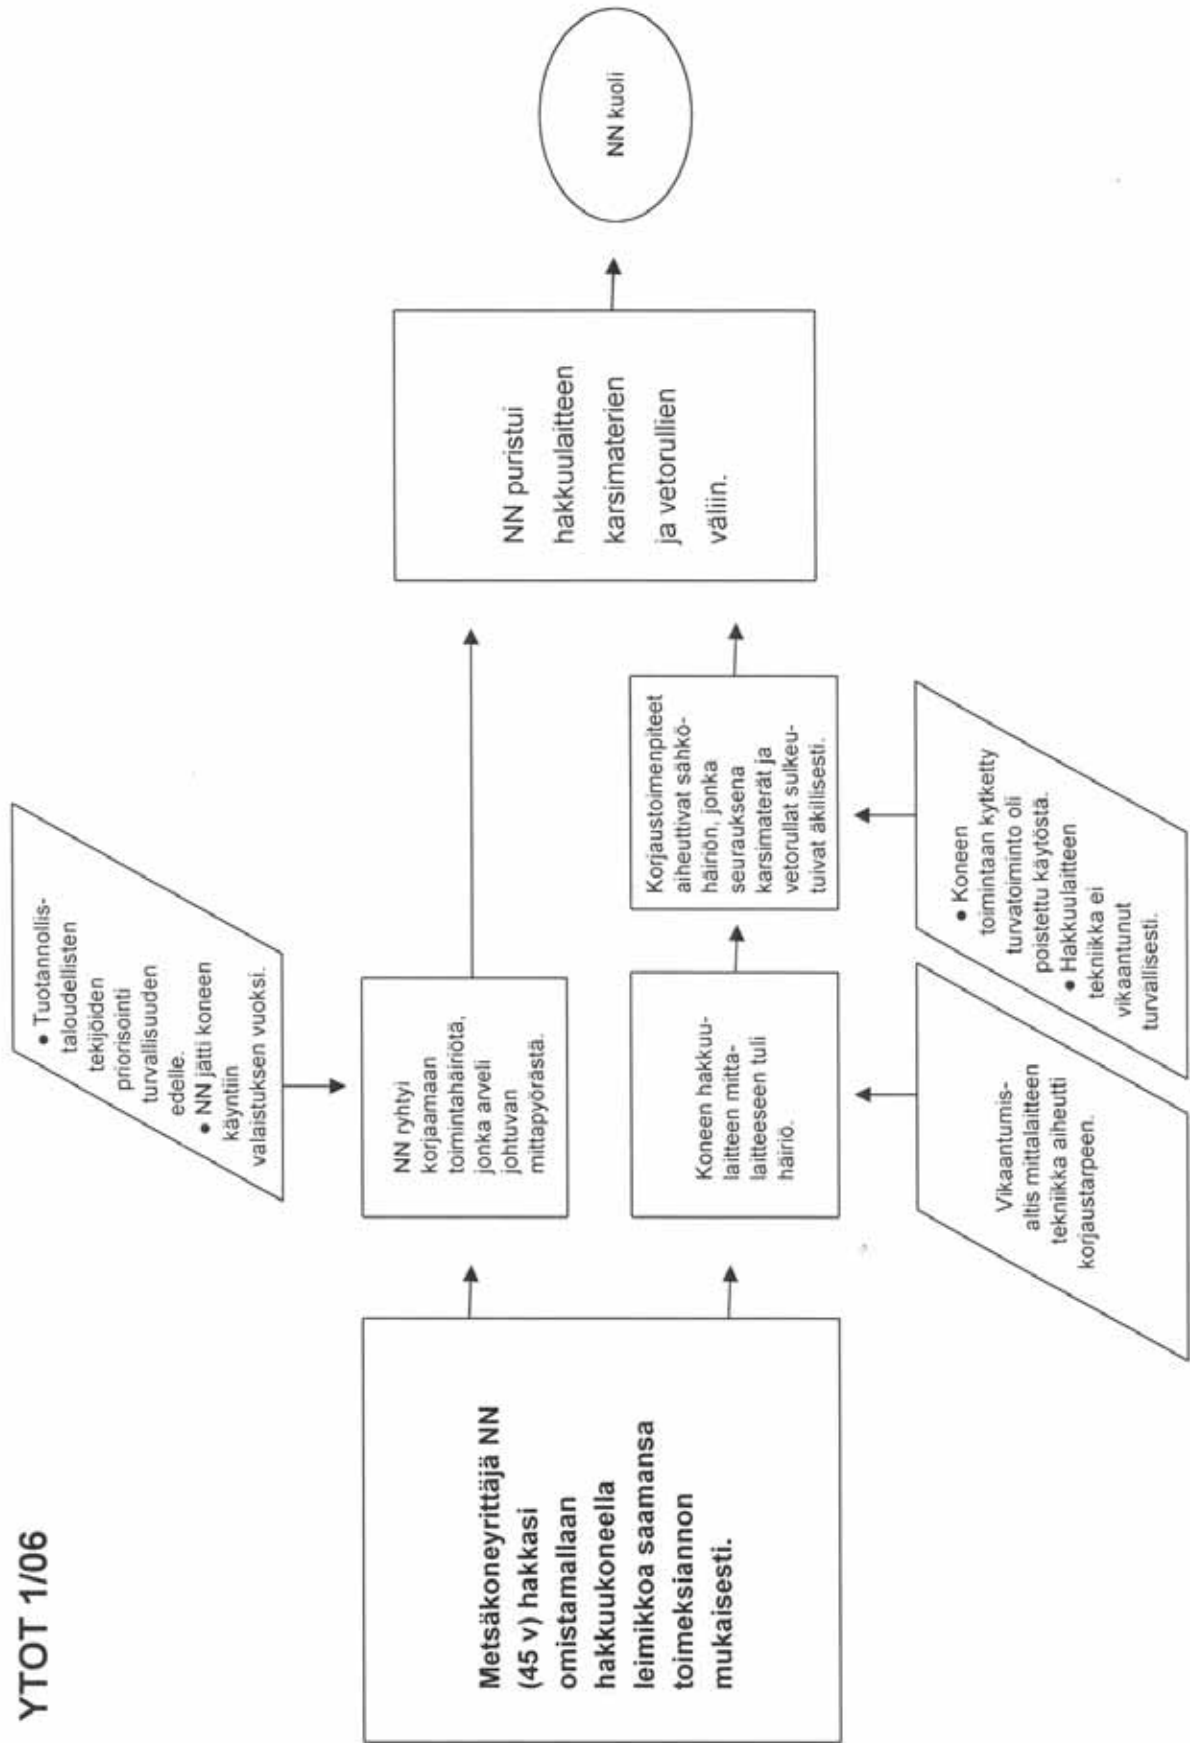 YTOT 1/06
Metsäkoneyrittäjä NN
(45 v) hakkasi
omistamallaan
hakkuukoneella
leimikkoa saamansa
toimeksiannon
mukaisesti.
• Tuotannollis-
taloudellisten
tekijöiden
priorisointi
turvallisuuden
edelle.
• NN jätti koneen
käyntiin
valaistuksen vuoksi.
NN ryhtyi
korjaamaan
toimintahäiriötä,
jonka arveli
johtuvan
mittapyörästä.
Koneen hakkuu-
laitteen mitta-
laitteeseen tuli
häiriö.
Vikaantumis-
altis mittalaitteen
tekniikka aiheutti
korjaustarpeen.
Korjaustoimenpiteet
aiheuttivat sähkö-
häiriön, jonka
seurauksena
karsimaterät ja
vetorullat sulkeu-
tuivat äkillisesti.
• Koneen
toimintaan kytketty
turvatoiminto oli
poistettu käytöstä.
• Hakkuulaitteen
tekniikka ei
vikaantunut
turvallisesti.
NN puristui
hakkuulaitteen
karsimaterien
ja vetorullien
väliin.
NN kuoli